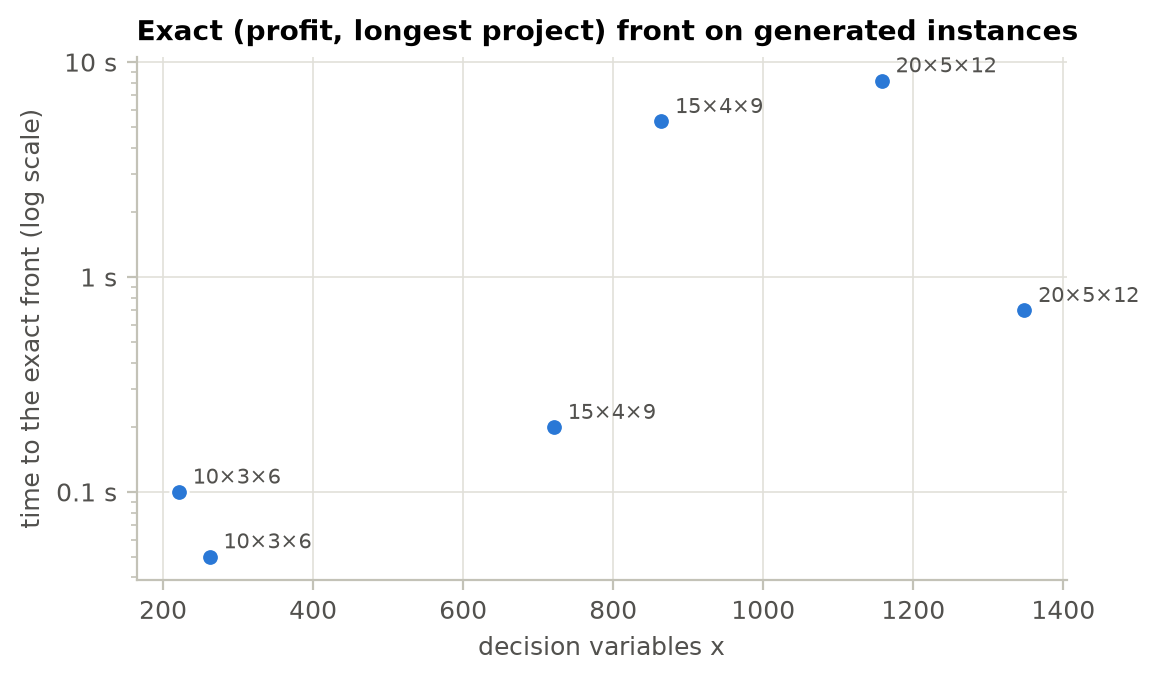 Exact (profit, longest project) front on generated instances
10 s
1 s
0.1 s
time to the exact front (log scale)
20×5×12
15×4×9
20×5×12
15×4×9
10×3×6
10×3×6
200
400
600
800
1000
1200
1400
decision variables x